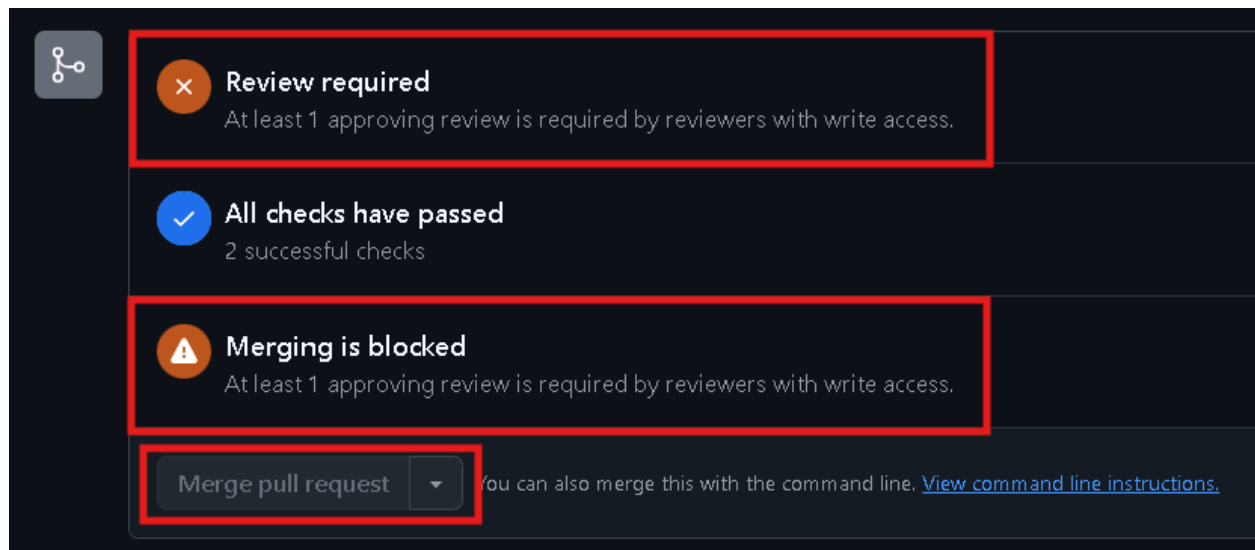 Review required
At least 1 approving review is required by reviewers with write access.
All checks have passed
2 successful checks
Merging is blocked
At least 1 approving review is required by reviewers with write access.
Merge pull request You can also merge this with the command line. View command line instructions.